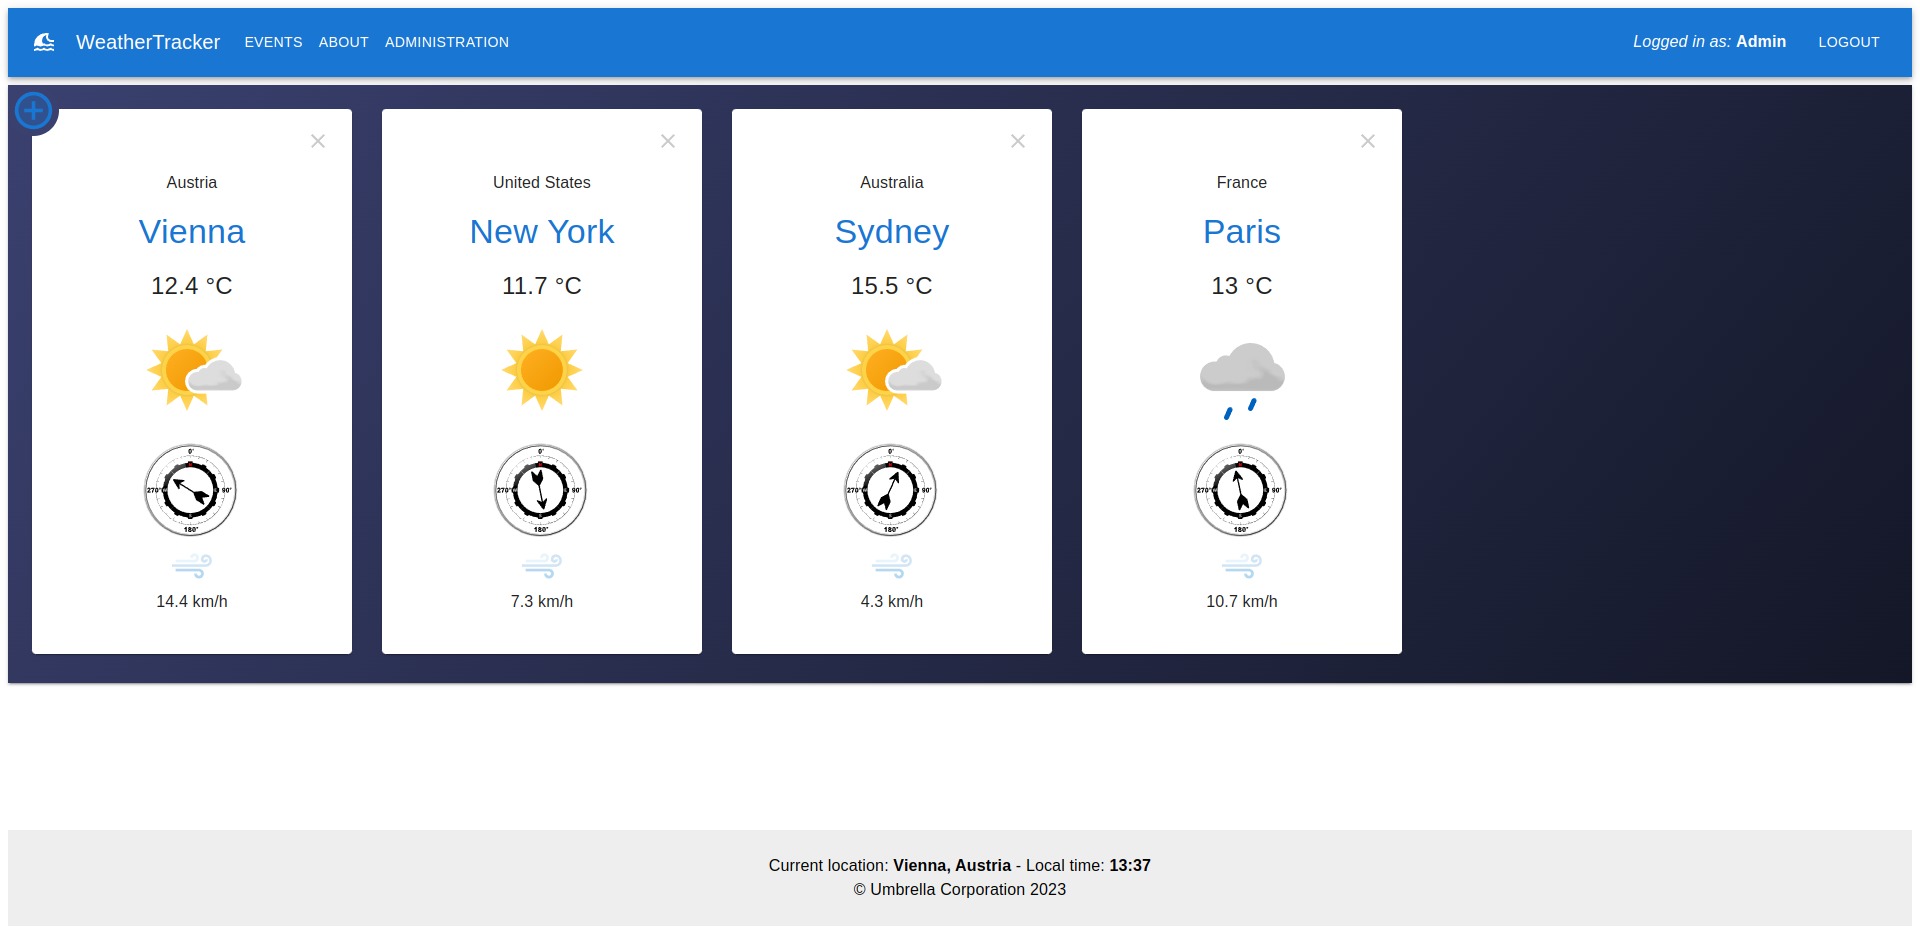 WeatherTracker EVENTS ABOUT ADMINISTRATION Logged in as: Admin LOGOUT
Austria
Vienna
12.4 °C
0°
270° 90°
180°
14.4 km/h
United States
New York
11.7 °C
0°
270° 90°
180°
7.3 km/h
Australia
Sydney
15.5 °C
0°
270° 90°
180°
4.3 km/h
France
Paris
13 °C
0°
270° 90°
180°
10.7 km/h
Current location: Vienna, Austria - Local time: 13:37
© Umbrella Corporation 2023